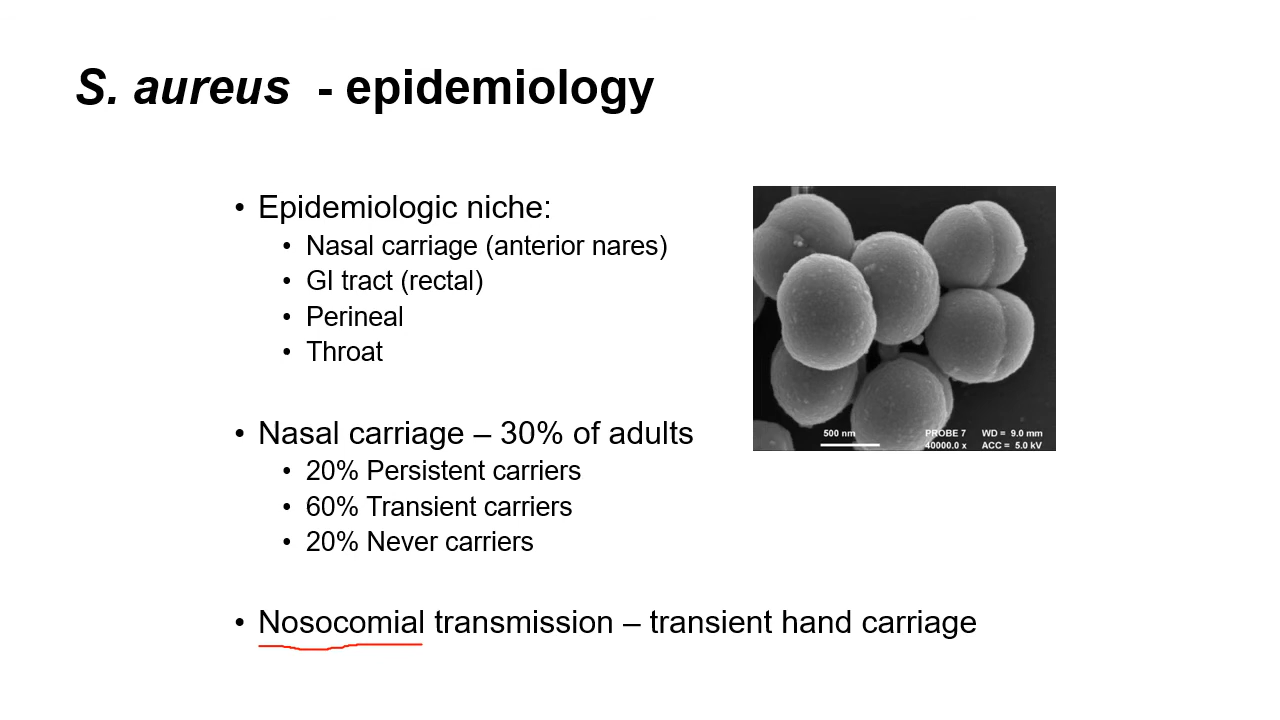 S. aureus - epidemiology
• Epidemiologic niche:
• Nasal carriage (anterior nares)
• GI tract (rectal)
• Perineal
• Throat
• Nasal carriage – 30% of adults
• 20% Persistent carriers
• 60% Transient carriers
• 20% Never carriers
• Nosocomial transmission – transient hand carriage
500 nm PROBE 7 WD = 9.0 mm
40000.0 x ACC = 5.0 kV